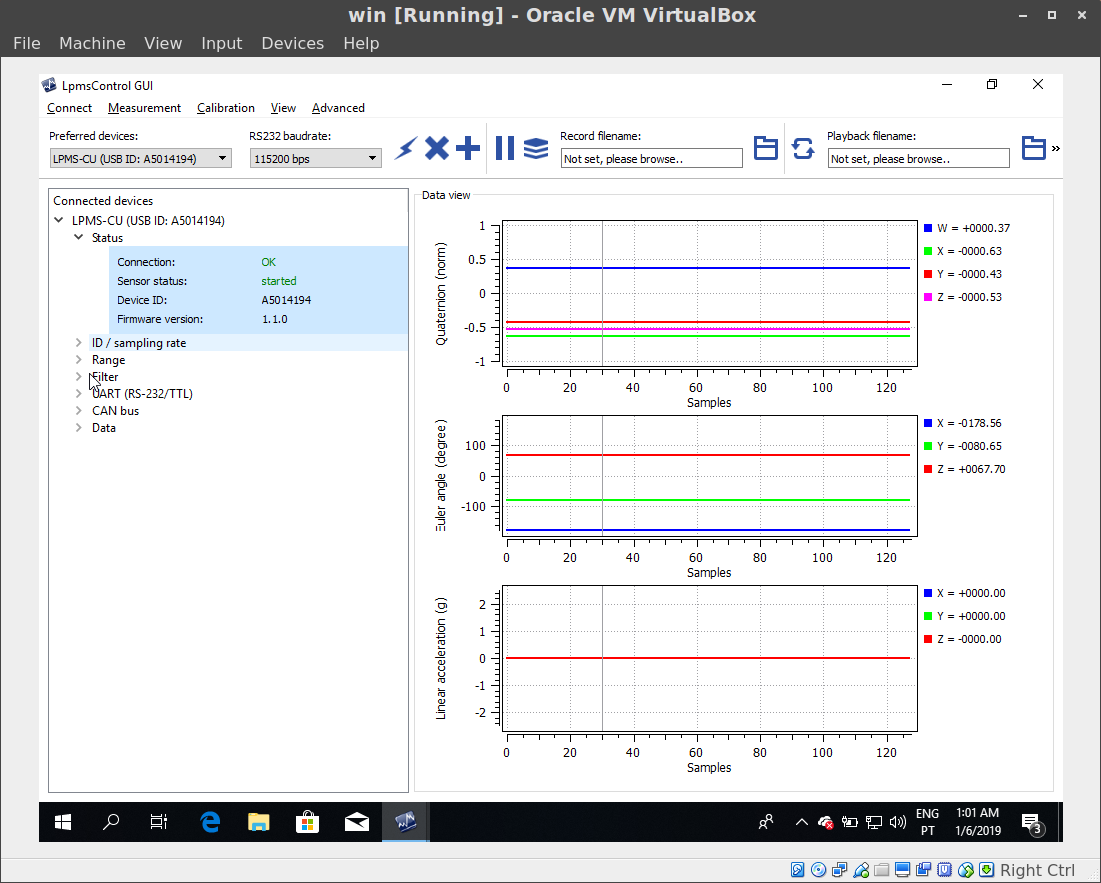 win [Running] - Oracle VM VirtualBox
File Machine View Input Devices Help
LpmsControl GUI
Connect Measurement Calibration View Advanced
Preferred devices: RS232 baudrate: Record filename: Playback filename:
LPMS-CU (USB ID: A5014194) 115200 bps Not set, please browse.. Not set, please browse.. »
Connected devices
LPMS-CU (USB ID: A5014194)
Status
Connection: OK
Sensor status: started
Device ID: A5014194
Firmware version: 1.1.0
ID / sampling rate
Range
Filter
UART (RS-232/TTL)
CAN bus
Data
Data view
Quaternion (norm)
1
0.5
0
-0.5
-1
0 20 40 60 80 100 120
Samples
W = +0000.37
X = -0000.63
Y = -0000.43
Z = -0000.53
Euler angle (degree)
100
0
-100
0 20 40 60 80 100 120
Samples
X = -0178.56
Y = -0080.65
Z = +0067.70
Linear acceleration (g)
2
1
0
-1
-2
0 20 40 60 80 100 120
Samples
X = +0000.00
Y = +0000.00
Z = -0000.00
ENG
PT
1:01 AM
1/6/2019
3
Right Ctrl